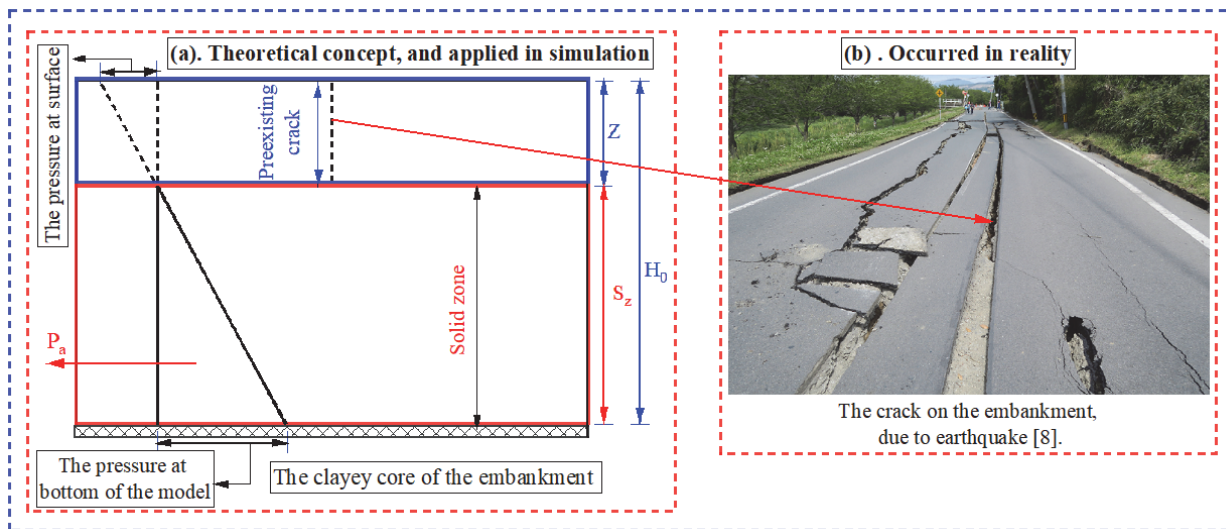 (a). Theoretical concept, and applied in simulation
The pressure at surface
Preexisting
crack
Z
H0
Sz
Solid zone
Pa
The pressure at
bottom of the model
The clayey core of the embankment
(b) . Occurred in reality
The crack on the embankment,
due to earthquake [8].